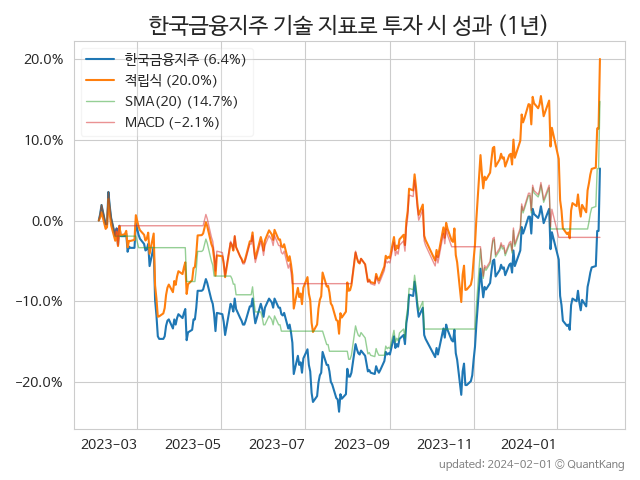 한국금융지주 기술 지표로 투자 시 성과 (1년)
20.0%
10.0%
0.0%
−10.0%
−20.0%
한국금융지주 (6.4%)
적립식 (20.0%)
SMA(20) (14.7%)
MACD (−2.1%)
2023-03 2023-05 2023-07 2023-09 2023-11 2024-01
updated: 2024-02-01 © QuantKang